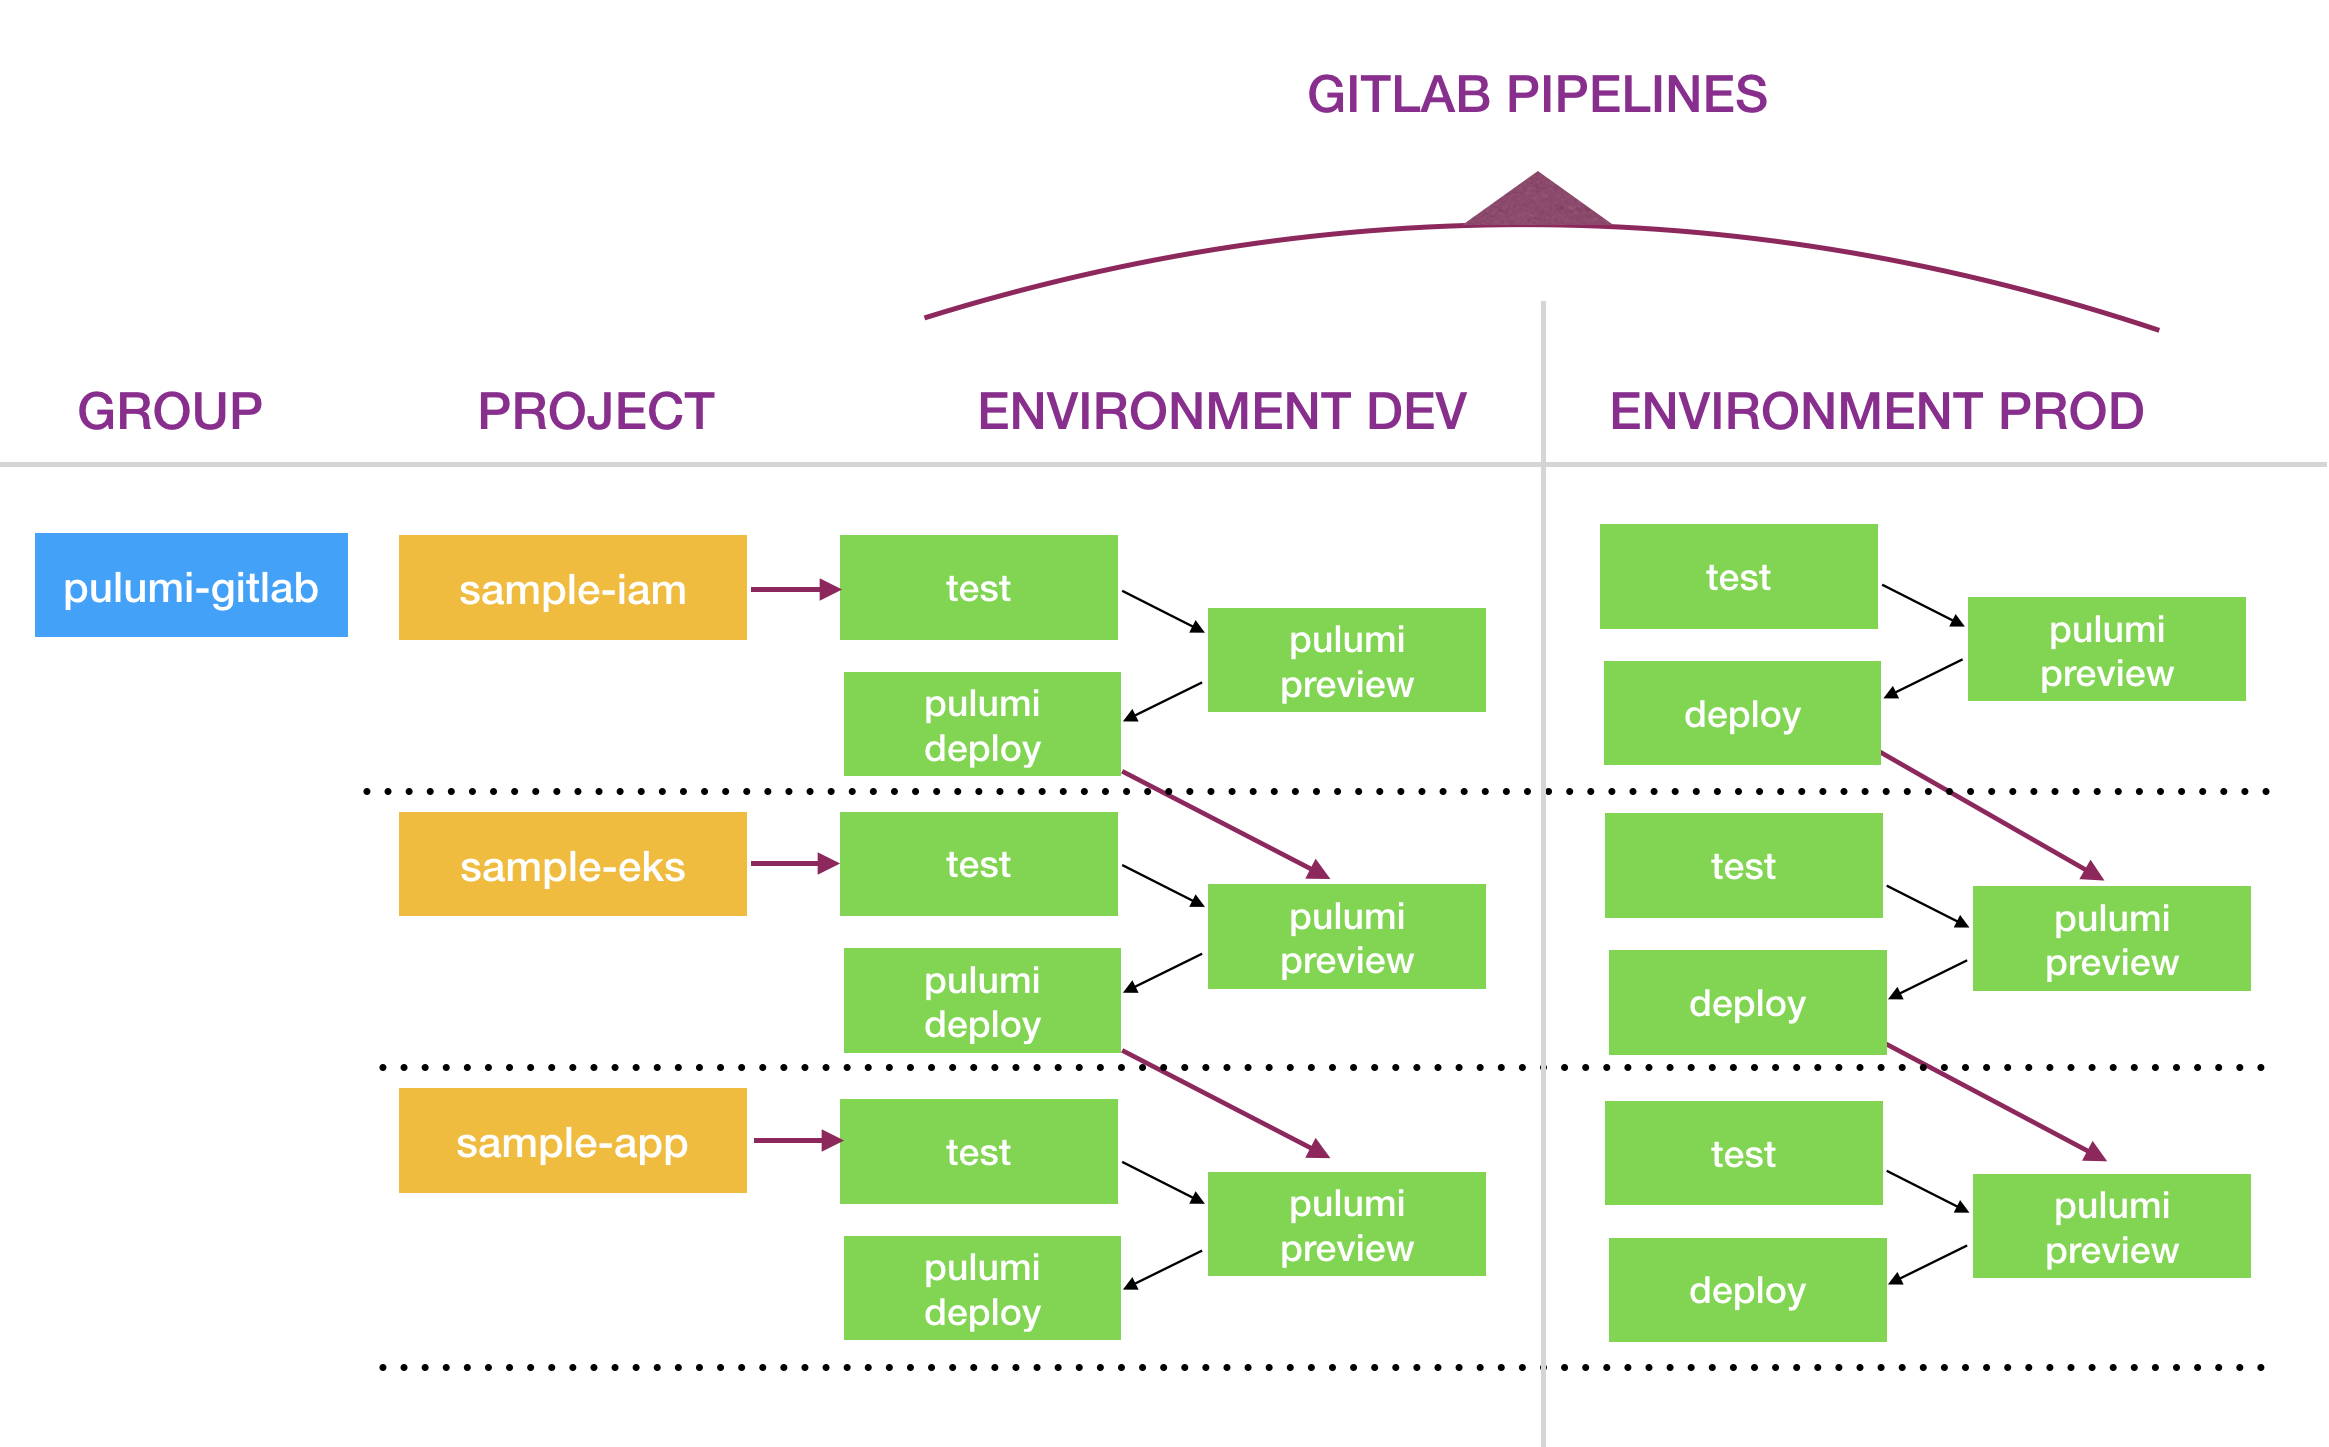 GITLAB PIPELINES
GROUP
PROJECT
ENVIRONMENT DEV
ENVIRONMENT PROD
pulumi-gitlab
sample-iam
test
pulumi
preview
pulumi
deploy
test
pulumi
preview
deploy
sample-eks
test
pulumi
preview
pulumi
deploy
test
pulumi
preview
deploy
sample-app
test
pulumi
preview
pulumi
deploy
test
pulumi
preview
deploy